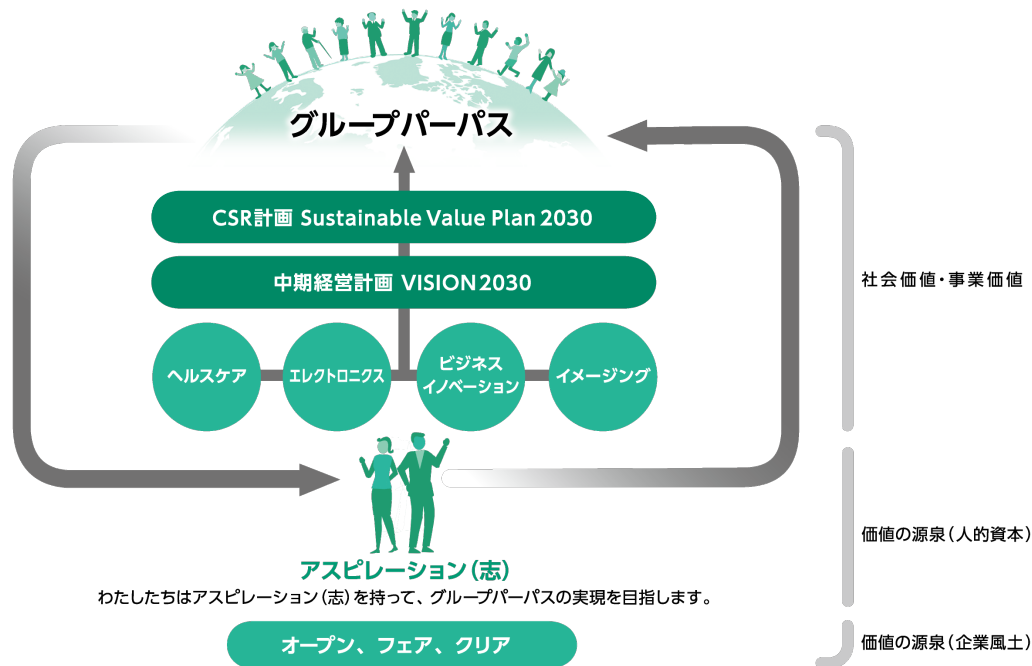 グループパーパス
CSR計画 Sustainable Value Plan 2030
中期経営計画 VISION 2030
社会価値・事業価値
ヘルスケア
エレクトロニクス
ビジネス
イノベーション
イメージング
価値の源泉(人的資本)
アスピレーション(志)
わたしたちはアスピレーション(志)を持って、グループパーパスの実現を目指します。
オープン、フェア、クリア
価値の源泉(企業風土)